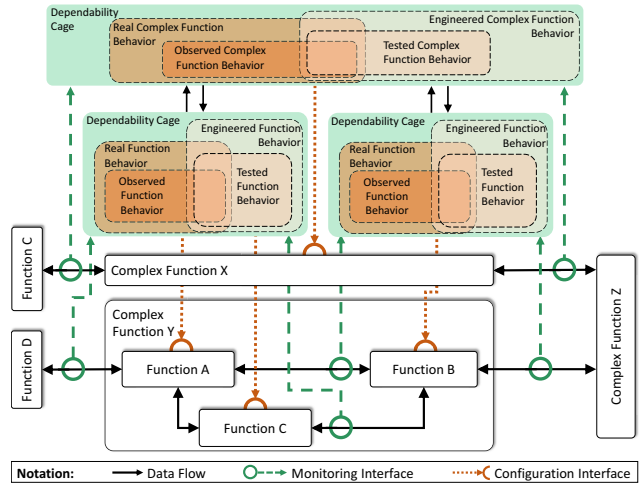 Dependability
Cage
Real Complex Function
Behavior
Engineered Complex Function
Behavior
Observed Complex
Function Behavior
Tested Complex
Function Behavior
Dependability Cage
Engineered Function
Behavior
Real Function
Behavior
Observed
Function
Behavior
Tested
Function
Behavior
Dependability Cage
Engineered Function
Behavior
Real Function
Behavior
Observed
Function
Behavior
Tested
Function
Behavior
Function C
Complex Function X
Complex Function Z
Complex
Function Y
Function D
Function A
Function B
Function C
Notation:
Data Flow
Monitoring Interface
Configuration Interface